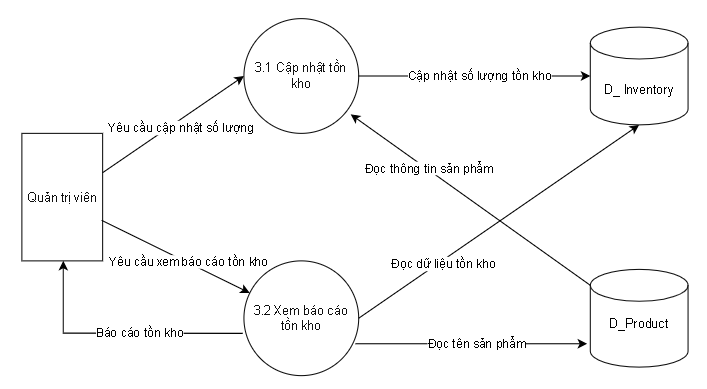 3.1 Cập nhật tồn
kho
Cập nhật số lượng tồn kho
D_ Inventory
Yêu cầu cập nhật số lượng
Đọc thông tin sản phẩm
Quản trị viên
Yêu cầu xem báo cáo tồn kho
Đọc dữ liệu tồn kho
3.2 Xem báo cáo
tồn kho
D_Product
Báo cáo tồn kho
Đọc tên sản phẩm